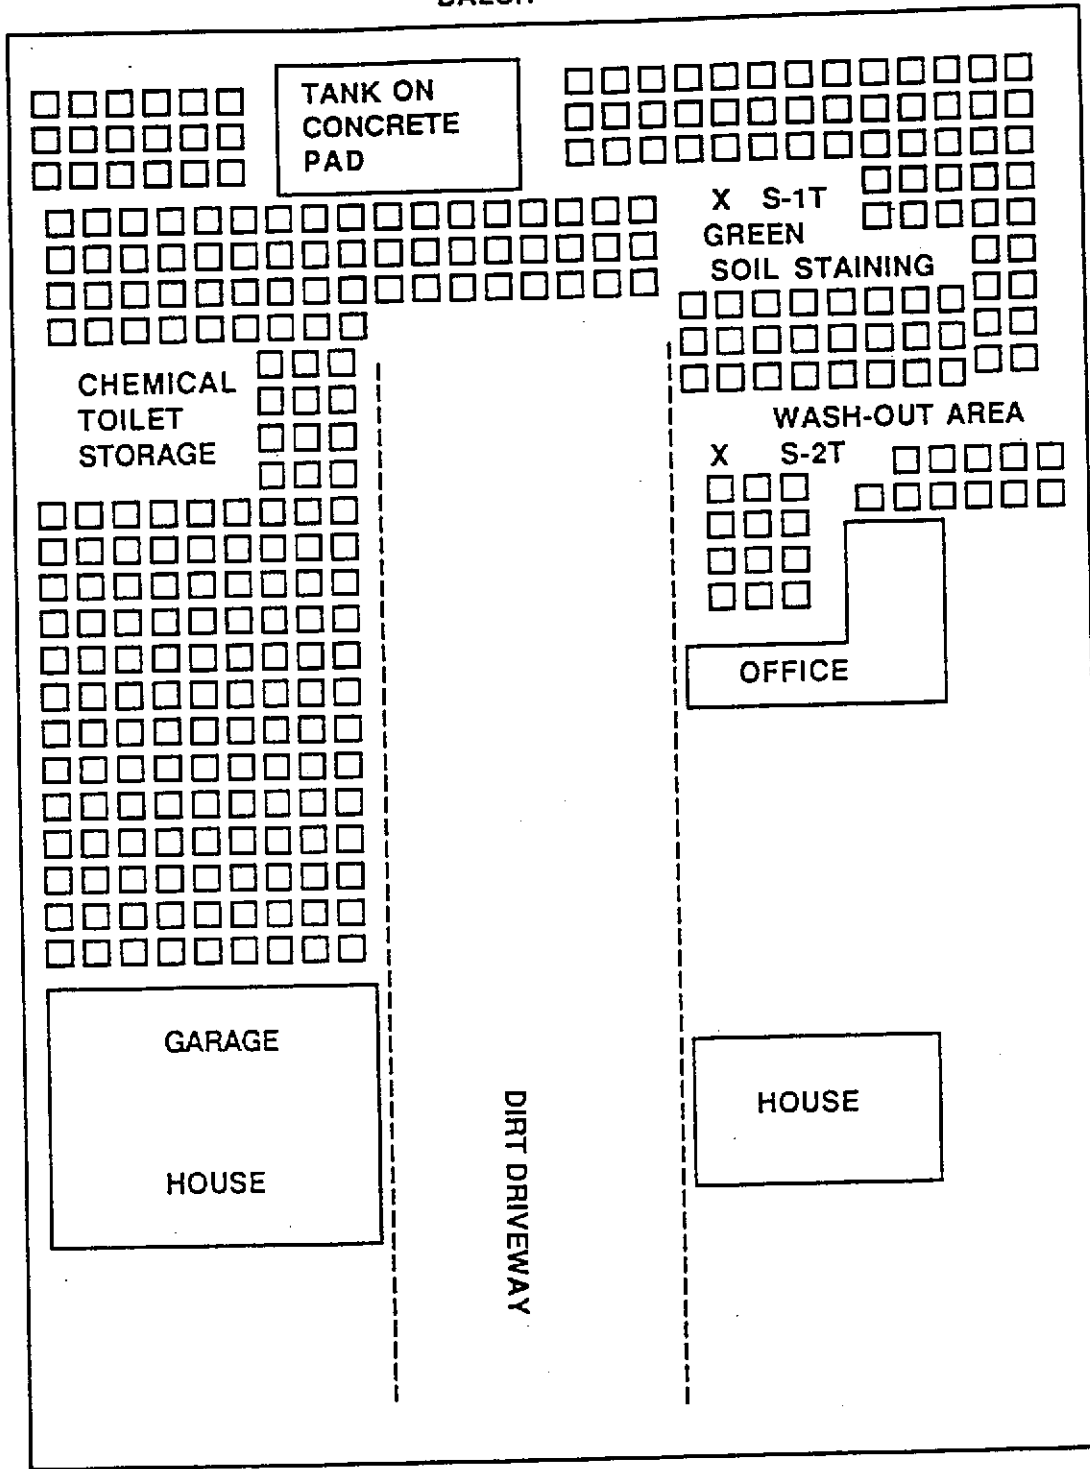 TANK ON
CONCRETE
PAD
X S-1T
GREEN
SOIL STAINING
CHEMICAL
TOILET
STORAGE
WASH-OUT AREA
X S-2T
OFFICE
GARAGE
HOUSE
HOUSE
DIRT DRIVEWAY